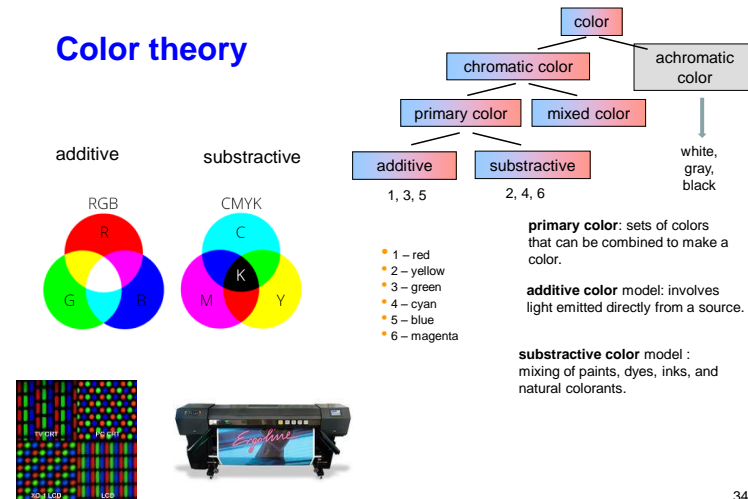 Color theory
color
chromatic color
achromatic
color
primary color
mixed color
additive
substractive
white,
gray,
black
1, 3, 5
2, 4, 6
additive
substractive
RGB
R
G
B
CMYK
C
M
Y
K
1 – red
2 – yellow
3 – green
4 – cyan
5 – blue
6 – magenta
primary color: sets of colors
that can be combined to make a
color.
additive color model: involves
light emitted directly from a source.
substractive color model :
mixing of paints, dyes, inks, and
natural colorants.
TV CRT
PC CRT
XO-1 LCD
LCD
Ergoline
34